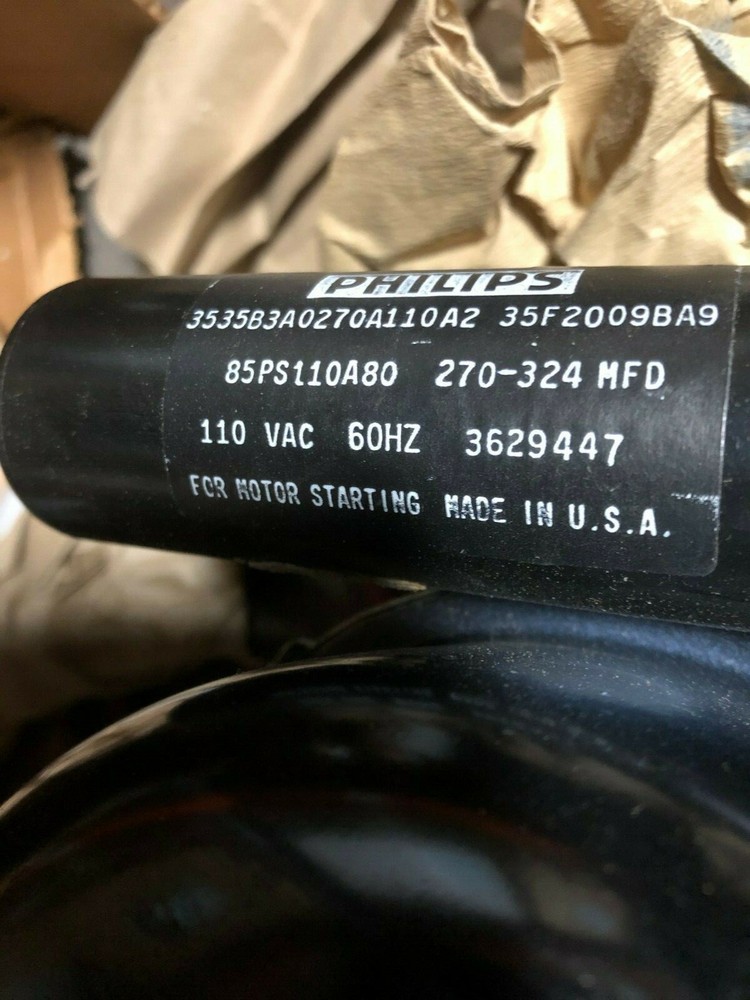 PHILIPS
3535B3A0270A110A2 35F2009BA9
85PS110A80 270-324 MFD
110 VAC 60HZ 3629447
FOR MOTOR STARTING MADE IN U.S.A.